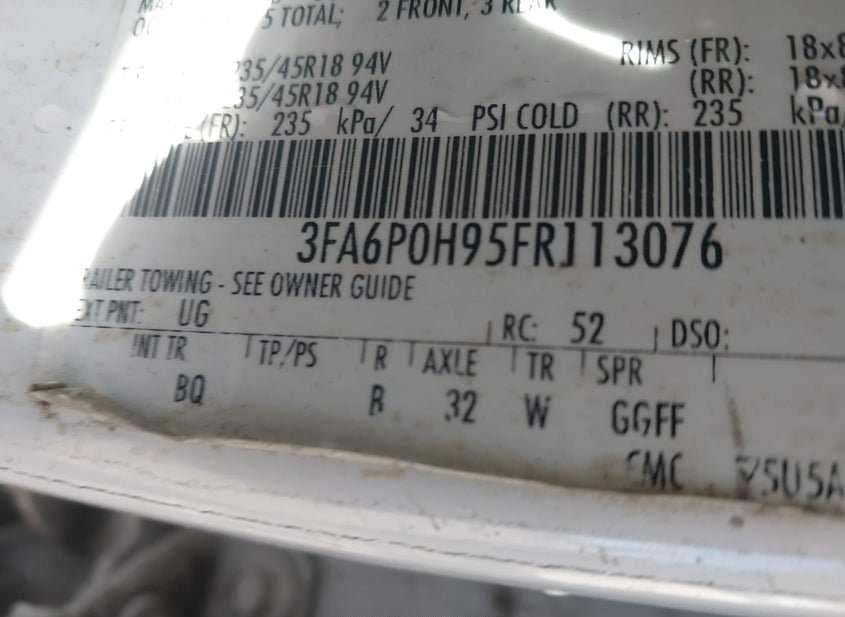 5 TOTAL; 2 FRONT, 3 REAR
235/45R18 94V RIMS (FR): 18x8
235/45R18 94V (RR): 18x8
(FR): 235 kPa/ 34 PSI COLD (RR): 235 kPa/
3FA6P0H95FR113076
TRAILER TOWING - SEE OWNER GUIDE
EXT PNT: UG RC: 52 DSO:
INT TR TP/PS R AXLE TR SPR
BQ B 32 W GGFF